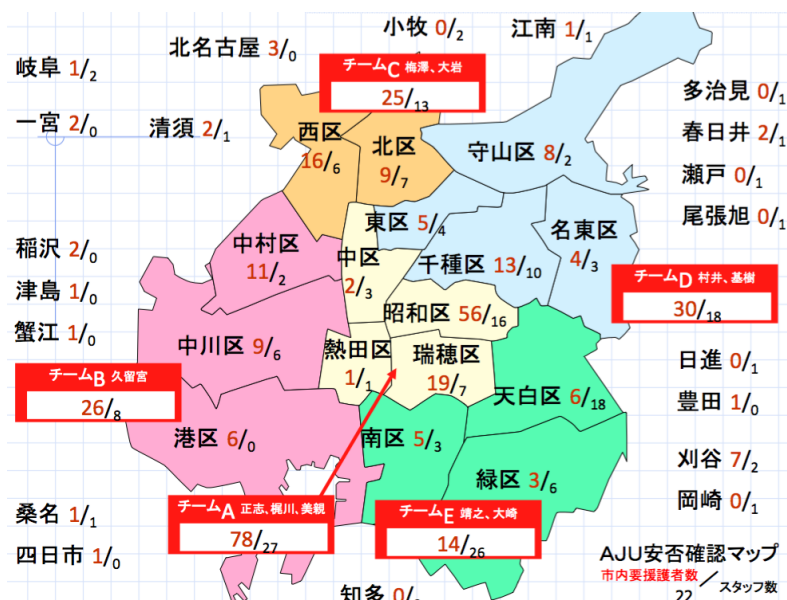 小牧 0/2
江南 1/1
北名古屋 3/0
岐阜 1/2
チームC 梅澤、大岩
25/13
多治見 0/1
一宮 2/0
清須 2/1
西区
16/6
北区
9/7
守山区 8/2
春日井 2/1
瀬戸 0/1
尾張旭 0/1
東区 5/4
名東区
4/3
稲沢 2/0
中村区
11/2
中区
2/3
千種区 13/10
チームD 村井、基樹
30/18
津島 1/0
昭和区 56/16
蟹江 1/0
中川区 9/6
熱田区
1/1
瑞穂区
19/7
日進 0/1
チームB 久留宮
26/8
天白区 6/18
豊田 1/0
港区 6/0
南区 5/3
刈谷 7/2
緑区 3/6
岡崎 0/1
桑名 1/1
チームA 正志、梶川、美親
78/27
チームE 靖之、大崎
14/26
四日市 1/0
AJU安否確認マップ
市内要援護者数／スタッフ数
22
知多 0/